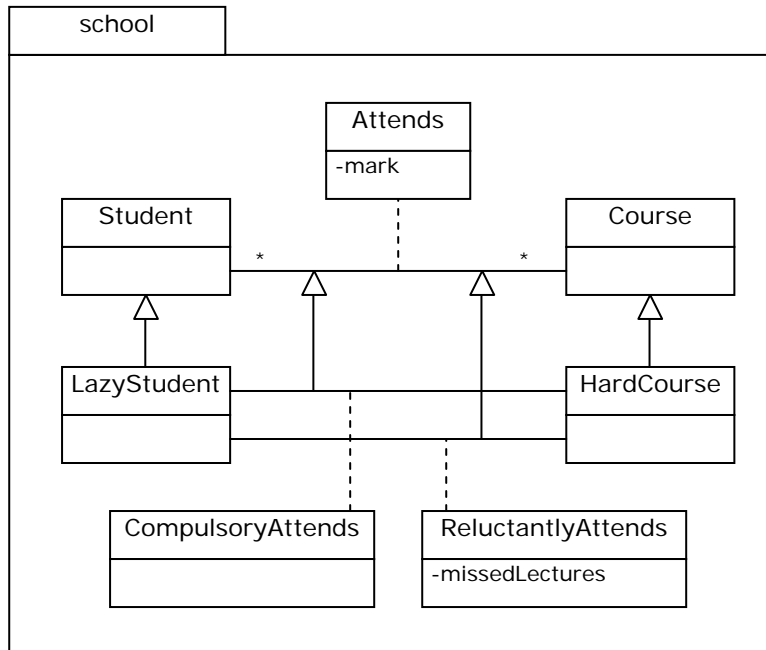 school
Attends
-mark
Student
Course
* *
LazyStudent
HardCourse
CompulsoryAttends
ReluctantlyAttends
-missedLectures